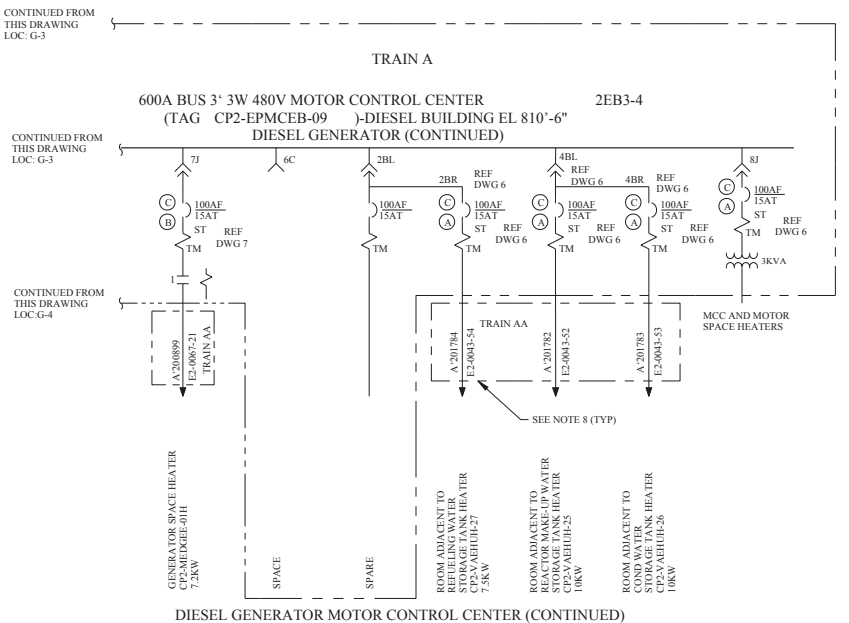 CONTINUED FROM
THIS DRAWING
LOC: G-3
TRAIN A
600A BUS 3‘ 3W 480V MOTOR CONTROL CENTER 2EB3-4
(TAG CP2-EPMCEB-09 )-DIESEL BUILDING EL 810’-6"
DIESEL GENERATOR (CONTINUED)
CONTINUED FROM
THIS DRAWING
LOC: G-3
7J
6C
2BL
4BL
8J
2BR
REF
DWG 6
REF
DWG 6
4BR
REF
DWG 6
C
B
100AF
15AT
ST
REF
DWG 7
TM
100AF
15AT
TM
C
A
100AF
15AT
ST
REF
DWG 6
TM
C
A
100AF
15AT
ST
REF
DWG 6
TM
C
A
100AF
15AT
ST
REF
DWG 6
TM
C
A
100AF
15AT
ST
REF
DWG 6
TM
3KVA
1
CONTINUED FROM
THIS DRAWING
LOC:G-4
MCC AND MOTOR
SPACE HEATERS
A'200899
E2-0067-21
TRAIN AA
TRAIN AA
A'201784
E2-0043-54
A'201782
E2-0043-52
A'201783
E2-0043-53
SEE NOTE 8 (TYP)
GENERATOR SPACE HEATER
CP2-MEDGEE-01H
7.2KW
SPACE
SPARE
ROOM ADJACENT TO
REFUELING WATER
STORAGE TANK HEATER
CP2-VAEHUH-27
7.5KW
ROOM ADJACENT TO
REACTOR MAKE-UP WATER
STORAGE TANK HEATER
CP2-VAEHUH-25
10KW
ROOM ADJACENT TO
COND WATER
STORAGE TANK HEATER
CP2-VAEHUH-26
10KW
DIESEL GENERATOR MOTOR CONTROL CENTER (CONTINUED)